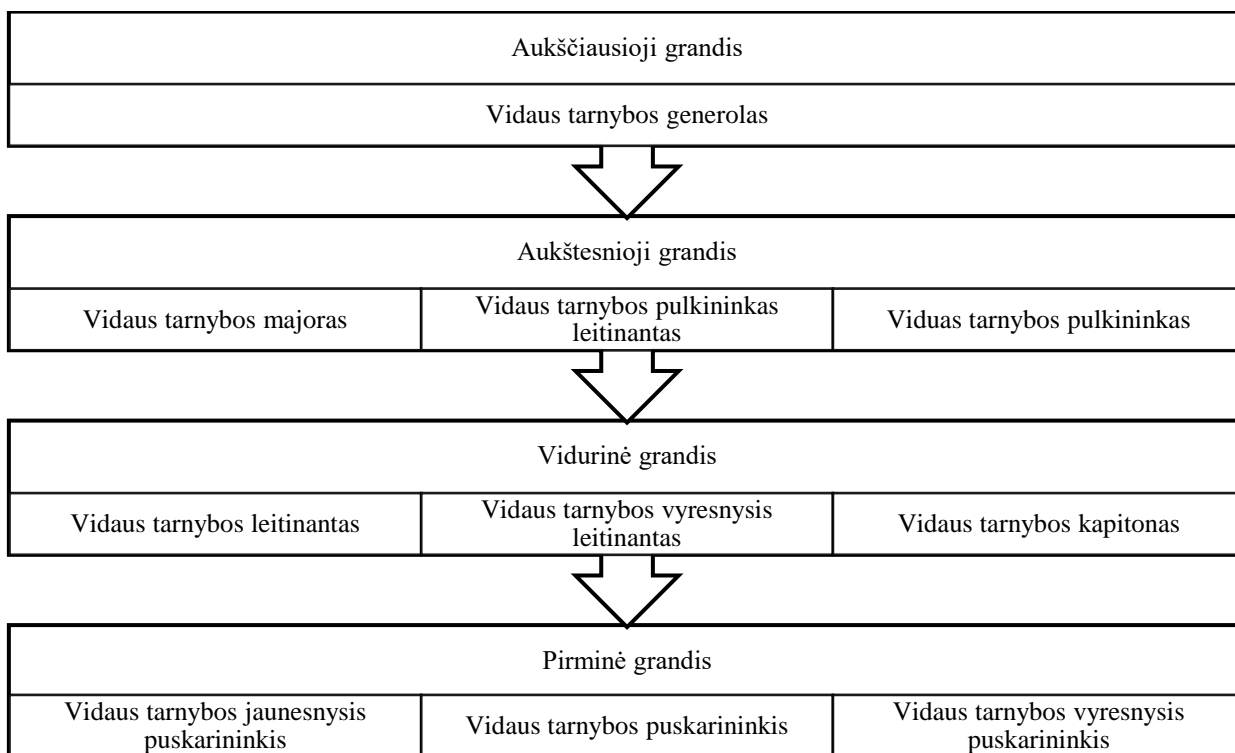 Aukščiausioji grandis
Vidaus tarnybos generolas
Aukštesnioji grandis
Vidaus tarnybos majoras
Vidaus tarnybos pulkininkas
leitinantas
Viduas tarnybos pulkininkas
Vidurinė grandis
Vidaus tarnybos leitinantas
Vidaus tarnybos vyresnysis
leitinantas
Vidaus tarnybos kapitonas
Pirminė grandis
Vidaus tarnybos jaunesnysis
puskarininkis
Vidaus tarnybos puskarininkis
Vidaus tarnybos vyresnysis
puskarininkis